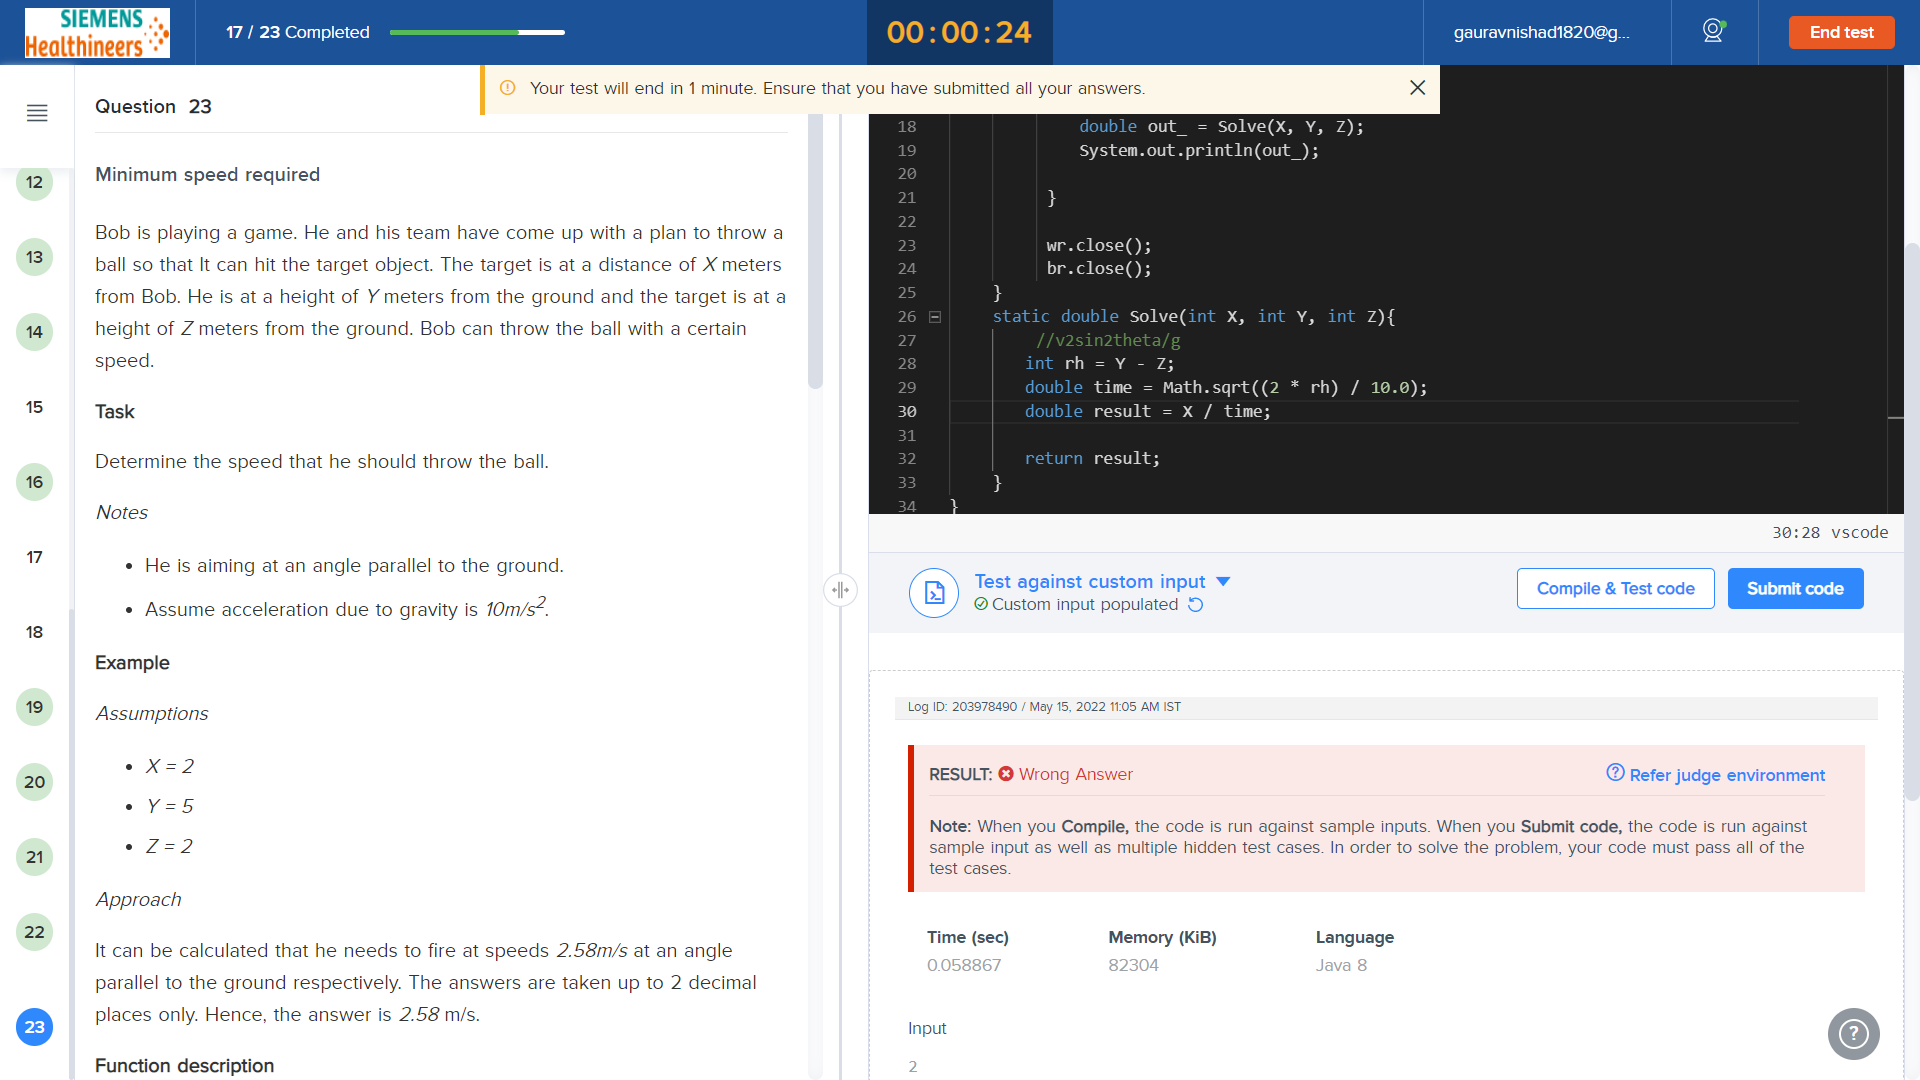 SIEMENS
Healthineers
17 / 23 Completed
00:00:24
gauravnishad1820@g...
End test
Your test will end in 1 minute. Ensure that you have submitted all your answers.
Question 23
12
13
14
15
16
17
18
19
20
21
22
23
Minimum speed required
Bob is playing a game. He and his team have come up with a plan to throw a
ball so that It can hit the target object. The target is at a distance of X meters
from Bob. He is at a height of Y meters from the ground and the target is at a
height of Z meters from the ground. Bob can throw the ball with a certain
speed.
Task
Determine the speed that he should throw the ball.
Notes
• He is aiming at an angle parallel to the ground.
• Assume acceleration due to gravity is 10m/s².
Example
Assumptions
• X = 2
• Y = 5
• Z = 2
Approach
It can be calculated that he needs to fire at speeds 2.58m/s at an angle
parallel to the ground respectively. The answers are taken up to 2 decimal
places only. Hence, the answer is 2.58 m/s.
Function description
18 double out_ = Solve(X, Y, Z);
19 System.out.println(out_);
20
21 }
22
23 wr.close();
24 br.close();
25 }
26 static double Solve(int X, int Y, int Z){
27 //v2sin2theta/g
28 int rh = Y - Z;
29 double time = Math.sqrt((2 * rh) / 10.0);
30 double result = X / time;
31
32 return result;
33 }
34 }
30:28 vscode
Test against custom input
Custom input populated
Compile & Test code
Submit code
Log ID: 203978490 / May 15, 2022 11:05 AM IST
RESULT: Wrong Answer
Refer judge environment
Note: When you Compile, the code is run against sample inputs. When you Submit code, the code is run against
sample input as well as multiple hidden test cases. In order to solve the problem, your code must pass all of the
test cases.
Time (sec) Memory (KiB) Language
0.058867 82304 Java 8
Input
2
?